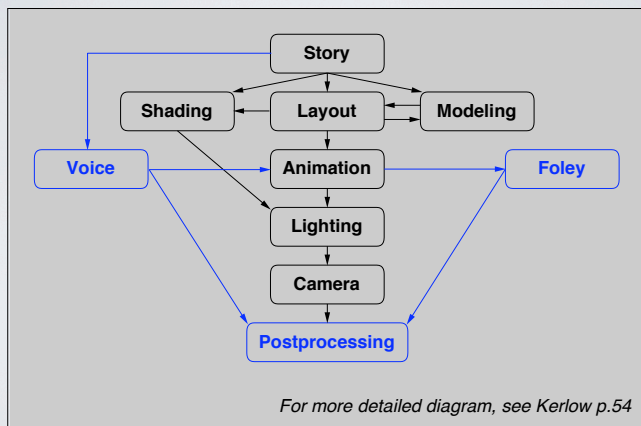 Story
Shading
Layout
Modeling
Voice
Animation
Foley
Lighting
Camera
Postprocessing
For more detailed diagram, see Kerlow p.54